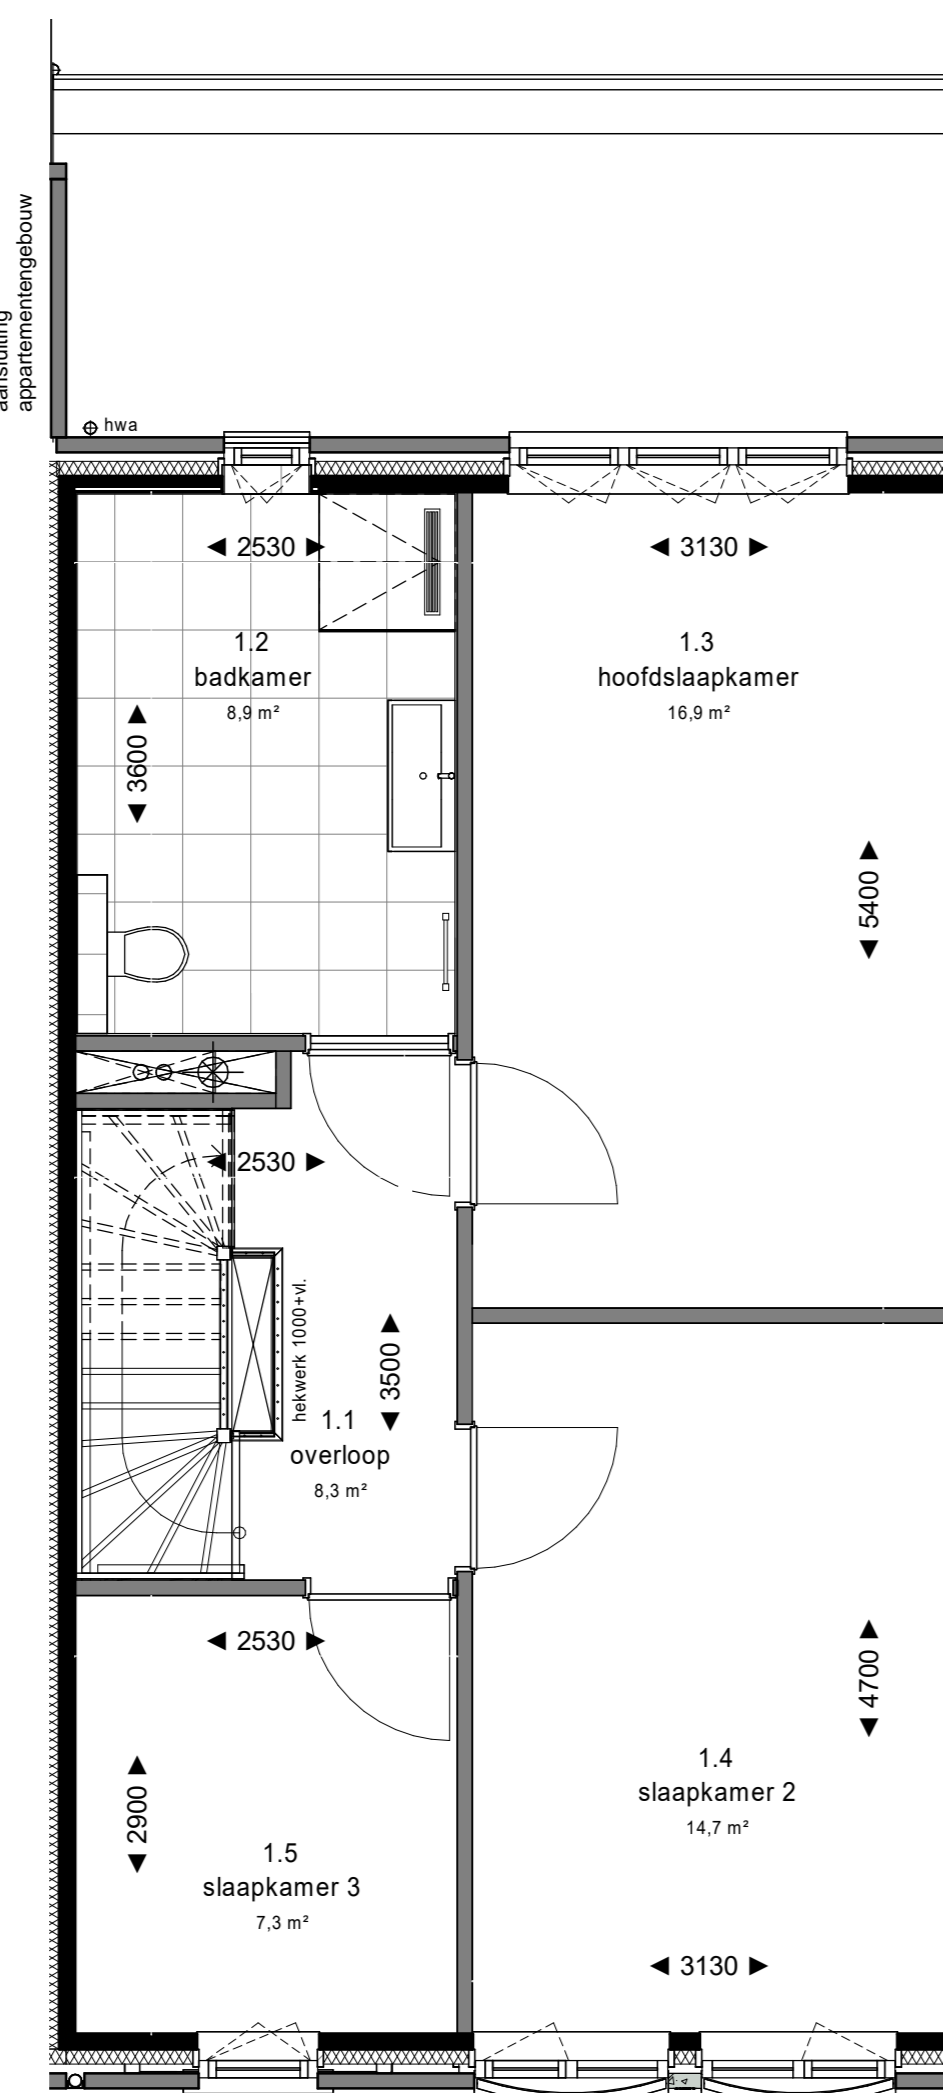 aansluiting
appartementengebouw
hwa
2530
3130
1.2
badkamer
8,9 m²
1.3
hoofdslaapkamer
16,9 m²
3600
5400
2530
hekwerk 1000+vl.
3500
1.1
overloop
8,3 m²
2530
4700
2900
1.4
slaapkamer 2
14,7 m²
1.5
slaapkamer 3
7,3 m²
3130